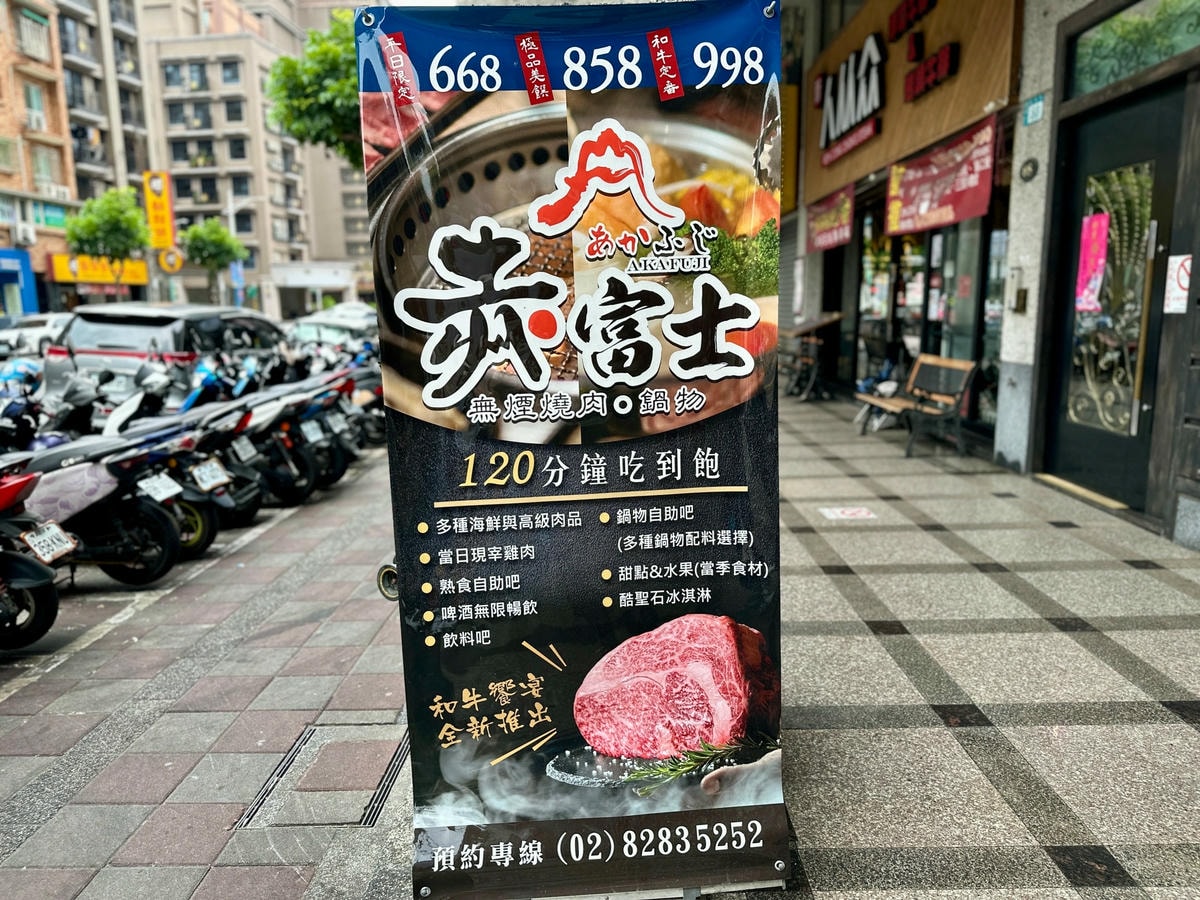 平日限定 668 極品美饌 858 和牛定番 998
あかふじ
AKAFUJI
赤富士
無煙燒肉。鍋物
120分鐘吃到飽
多種海鮮與高級肉品
當日現宰雞肉
熟食自助吧
啤酒無限暢飲
飲料吧
鍋物自助吧
(多種鍋物配料選擇)
甜點&水果(當季食材)
酷聖石冰淇淋
和牛饗宴
全新推出
預約專線 (02) 82835252